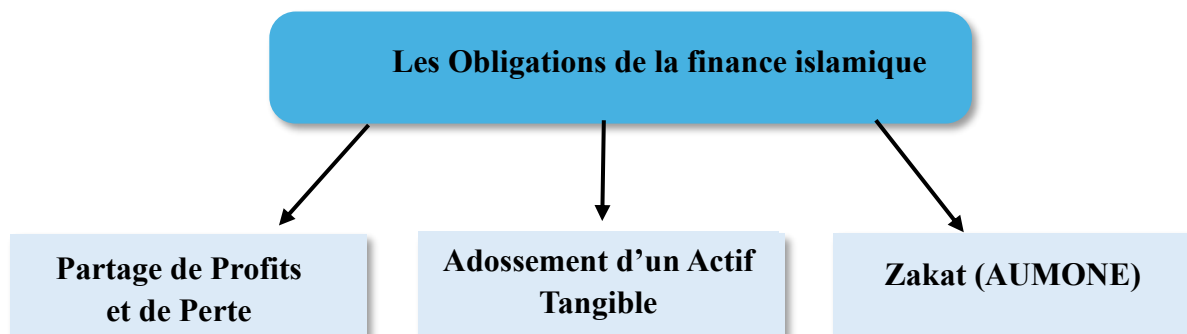 Les Obligations de la finance islamique
Partage de Profits
et de Perte
Adossement d’un Actif
Tangible
Zakat (AUMONE)